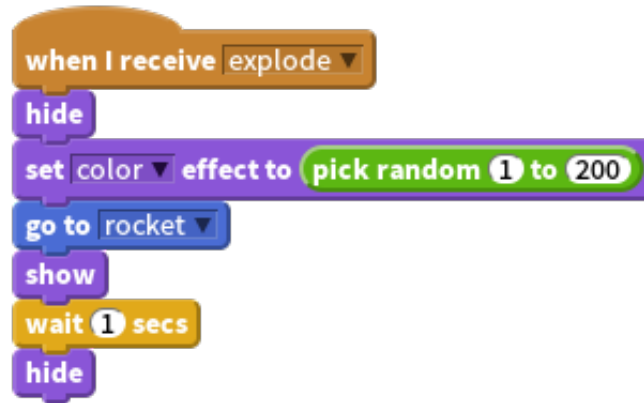 when I receive explode
hide
set color effect to pick random 1 to 200
go to rocket
show
wait 1 secs
hide